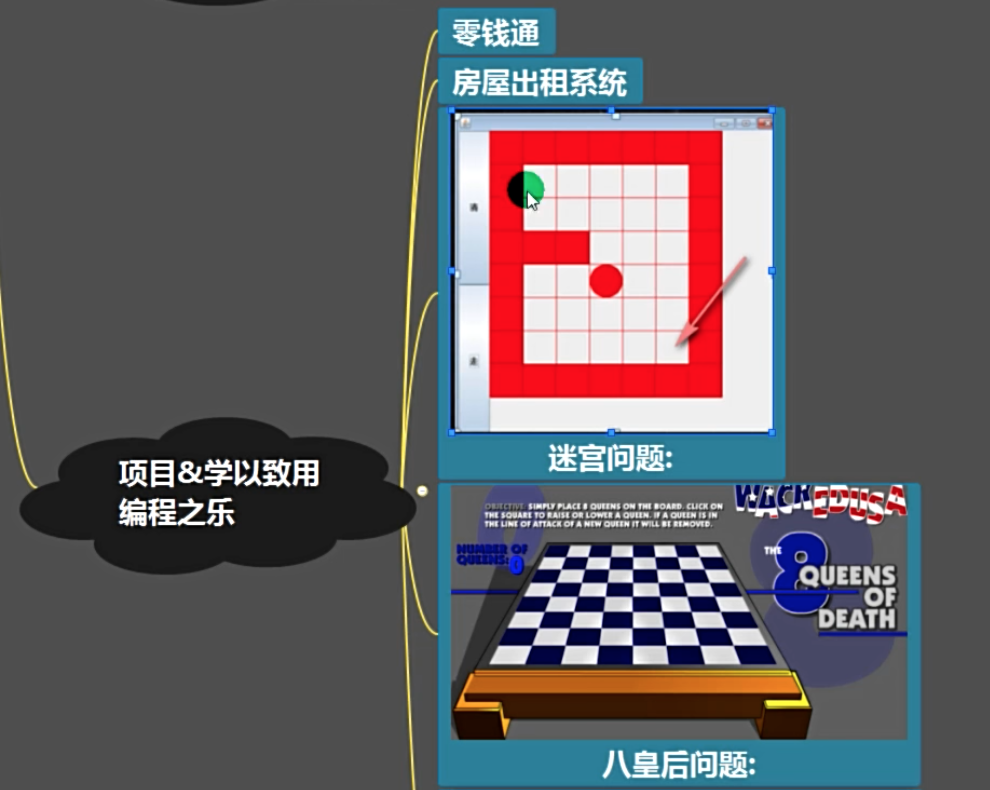 零钱通
房屋出租系统
迷宫问题:
项目&学以致用
编程之乐
OBJECTIVE: SIMPLY PLACE 8 QUEENS ON THE BOARD. CLICK ON
THE SQUARE TO RAISE OR LOWER A QUEEN. IF A QUEEN IS IN
THE LINE OF ATTACK OF A NEW QUEEN IT WILL BE REMOVED.
WACKEDUSA
NUMBER OF
QUEENS: 0
THE 8
QUEENS
OF
DEATH
八皇后问题: